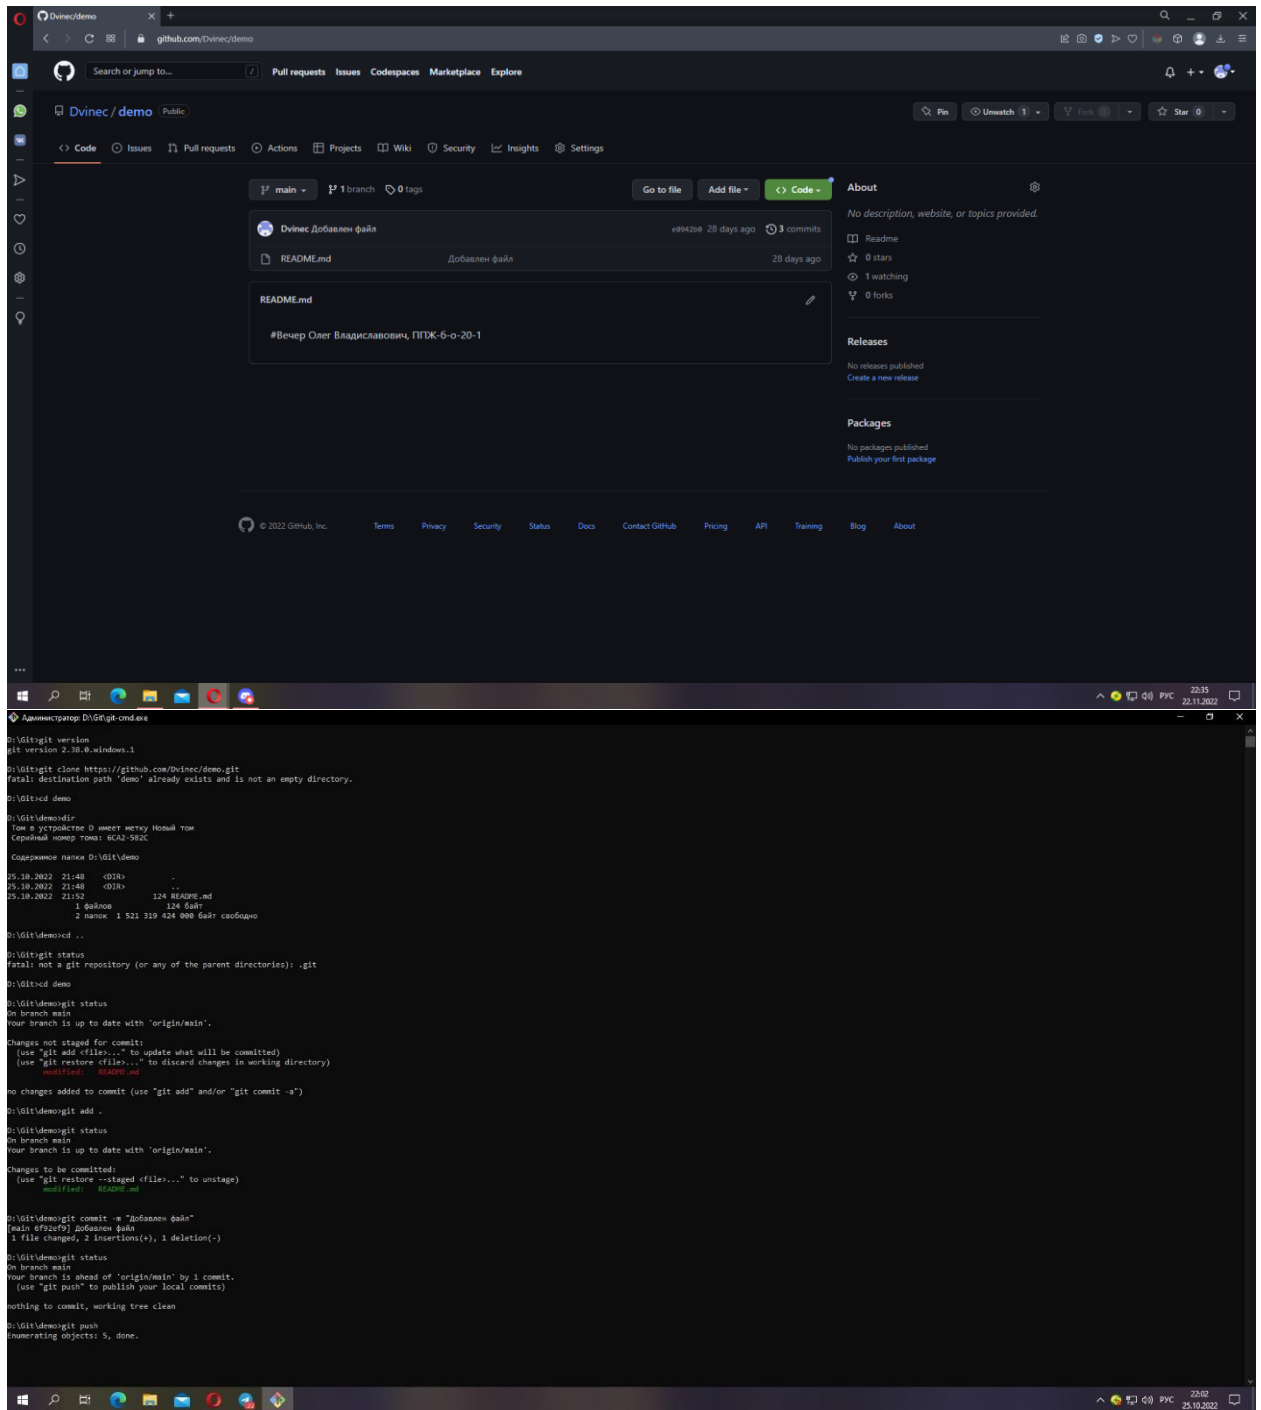 Dvinec/demo
github.com/Dvinec/demo
Search or jump to... / Pull requests Issues Codespaces Marketplace Explore
Dvinec / demo Public Pin Unwatch 1 Fork Star 0
Code Issues Pull requests Actions Projects Wiki Security Insights Settings
main 1 branch 0 tags Go to file Add file Code
Dvinec Добавлен файл e0942b0 28 days ago 3 commits
README.md Добавлен файл 28 days ago
README.md
#Вечер Олег Владиславович, ППЖ-б-о-20-1
About
No description, website, or topics provided.
Readme
0 stars
1 watching
0 forks
Releases
No releases published
Create a new release
Packages
No packages published
Publish your first package
© 2022 GitHub, Inc. Terms Privacy Security Status Docs Contact GitHub Pricing API Training Blog About
РУС 22:35
22.11.2022
Администратор: D:\Git\git-cmd.exe
D:\Git>git version
git version 2.38.0.windows.1
D:\Git>git clone https://github.com/Dvinec/demo.git
fatal: destination path 'demo' already exists and is not an empty directory.
D:\Git>cd demo
D:\Git\demo>dir
Том в устройстве D имеет метку Новый том
Серийный номер тома: 6CA2-5B2C
Содержимое папки D:\Git\demo
25.10.2022 21:48 <DIR> .
25.10.2022 21:48 <DIR> ..
25.10.2022 21:52 124 README.md
1 файлов 124 байт
2 папок 1 521 319 424 000 байт свободно
D:\Git\demo>cd ..
D:\Git>git status
fatal: not a git repository (or any of the parent directories): .git
D:\Git>cd demo
D:\Git\demo>git status
On branch main
Your branch is up to date with 'origin/main'.
Changes not staged for commit:
(use "git add <file>..." to update what will be committed)
(use "git restore <file>..." to discard changes in working directory)
modified: README.md
no changes added to commit (use "git add" and/or "git commit -a")
D:\Git\demo>git add .
D:\Git\demo>git status
On branch main
Your branch is up to date with 'origin/main'.
Changes to be committed:
(use "git restore --staged <file>..." to unstage)
modified: README.md
D:\Git\demo>git commit -m "Добавлен файл"
[main 6f92ef9] Добавлен файл
1 file changed, 2 insertions(+), 1 deletion(-)
D:\Git\demo>git status
On branch main
Your branch is ahead of 'origin/main' by 1 commit.
(use "git push" to publish your local commits)
nothing to commit, working tree clean
D:\Git\demo>git push
Enumerating objects: 5, done.
РУС 22:02
25.10.2022